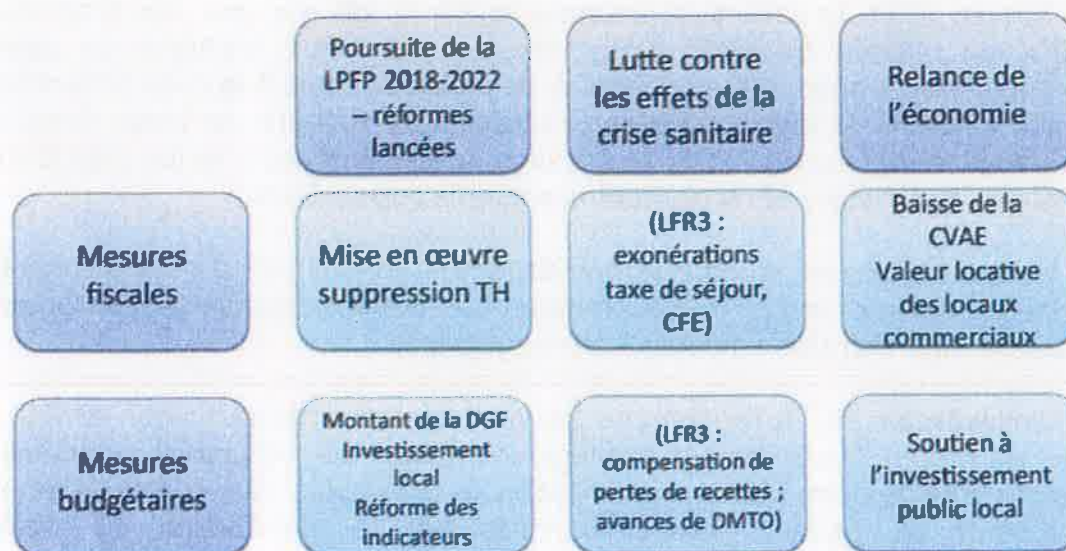 Poursuite de la
LPFP 2018-2022
– réformes
lancées
Lutte contre
les effets de la
crise sanitaire
Relance de
l'économie
Mesures
fiscales
Mise en œuvre
suppression TH
(LFR3 :
exonérations
taxe de séjour,
CFE)
Baisse de la
CVAE
Valeur locative
des locaux
commerciaux
Mesures
budgétaires
Montant de la DGF
Investissement
local
Réforme des
indicateurs
(LFR3 :
compensation de
pertes de recettes ;
avances de DMTO)
Soutien à
l'investissement
public local